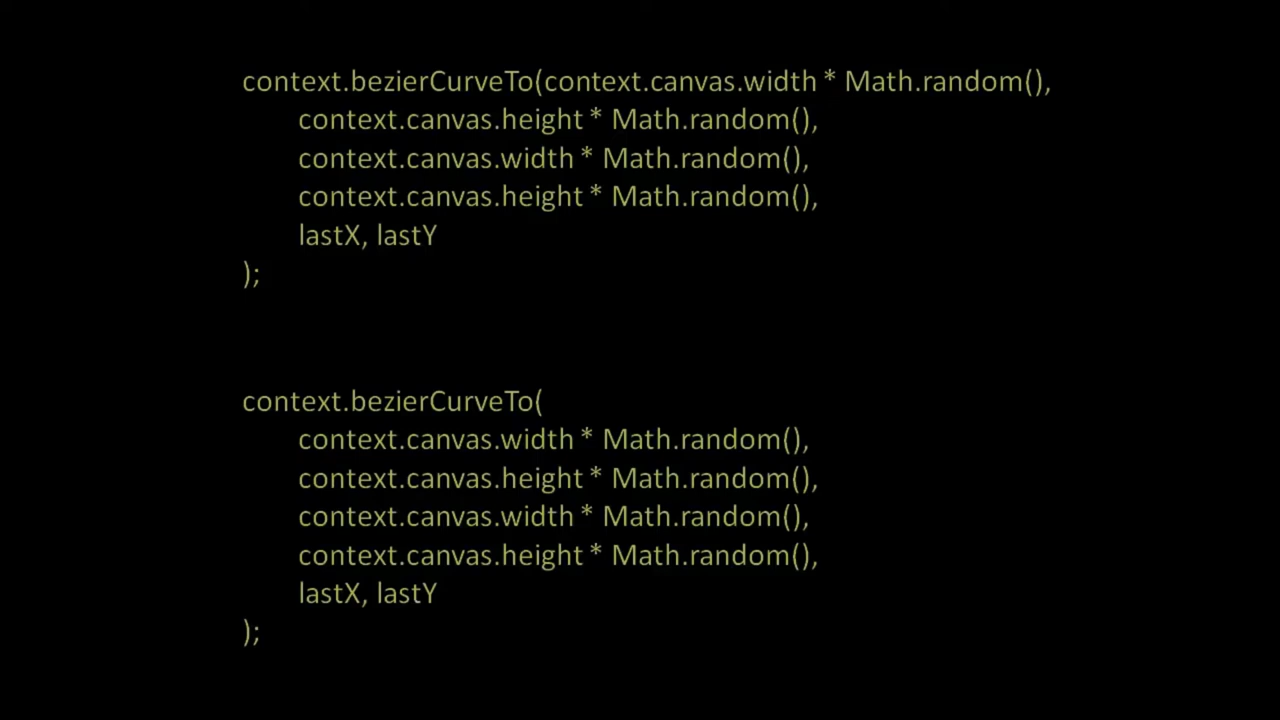 context.bezierCurveTo(context.canvas.width * Math.random(),
context.canvas.height * Math.random(),
context.canvas.width * Math.random(),
context.canvas.height * Math.random(),
lastX, lastY
);
context.bezierCurveTo(
context.canvas.width * Math.random(),
context.canvas.height * Math.random(),
context.canvas.width * Math.random(),
context.canvas.height * Math.random(),
lastX, lastY
);